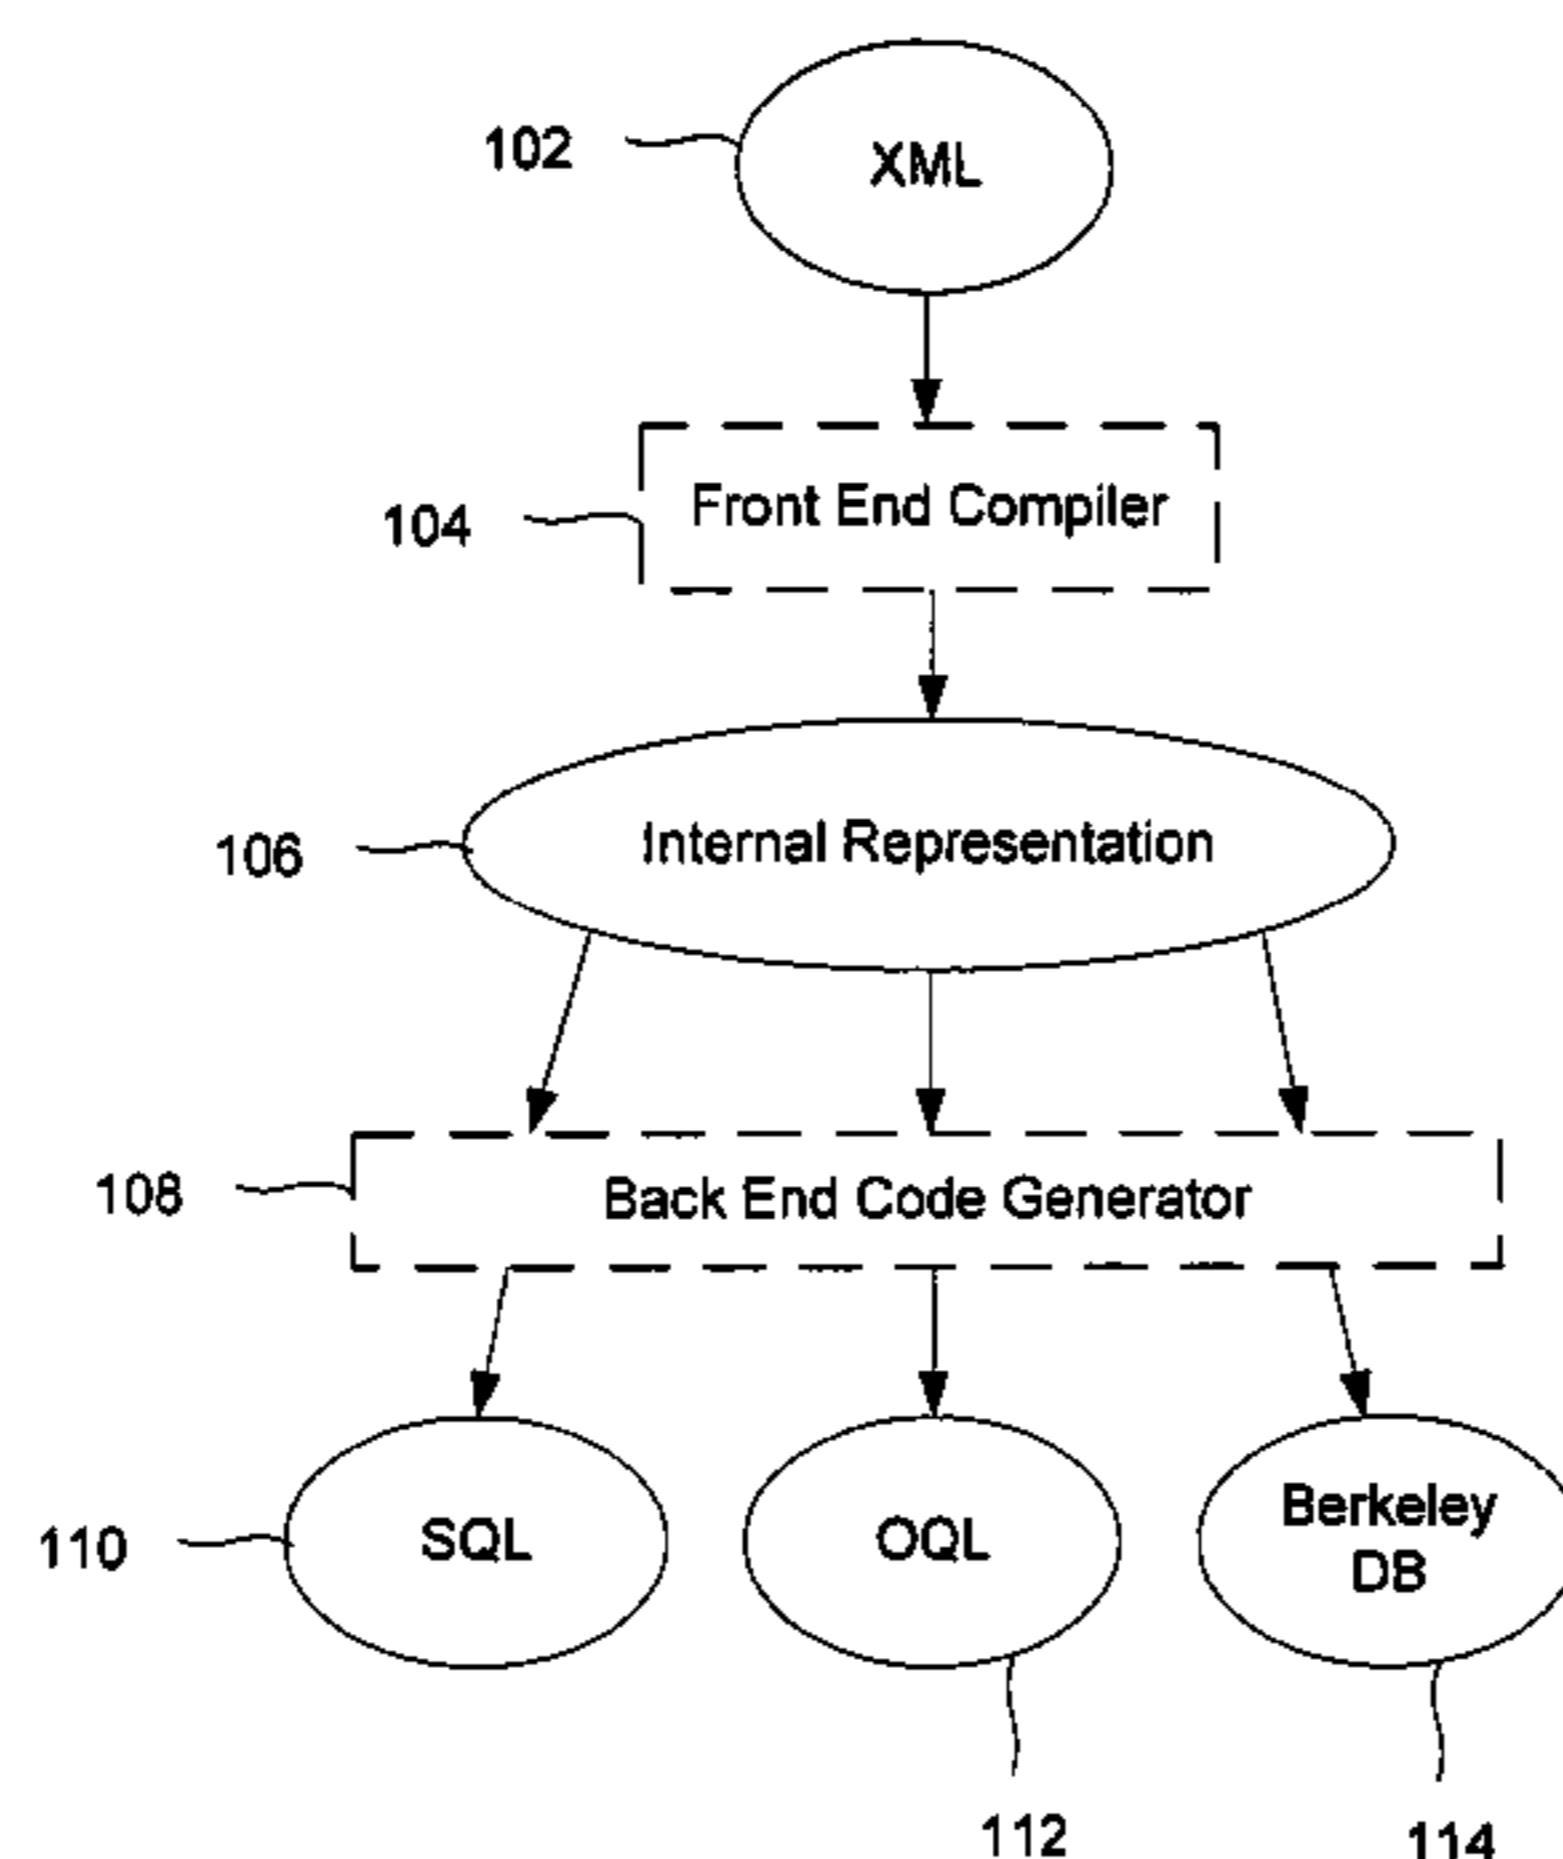 102
XML
104
Front End Compiler
106
Internal Representation
108
Back End Code Generator
110
SQL
OQL
Berkeley
DB
112
114